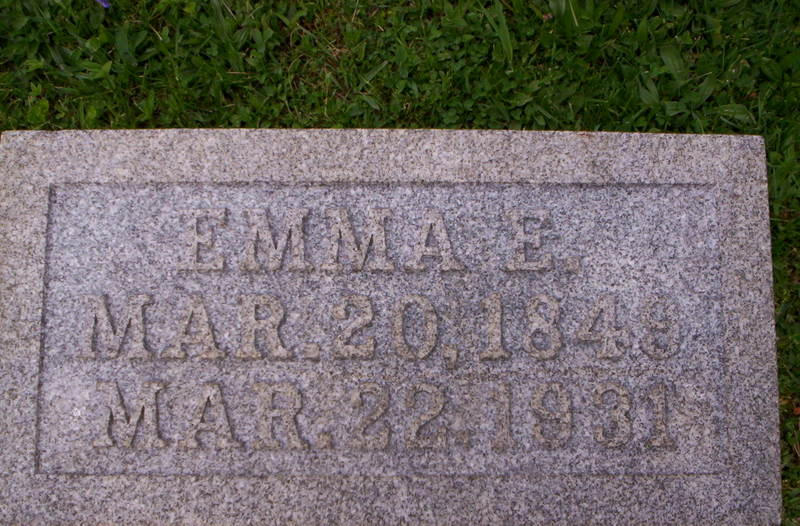 EMMA E.
MAR. 20, 1849
MAR. 22. 1931